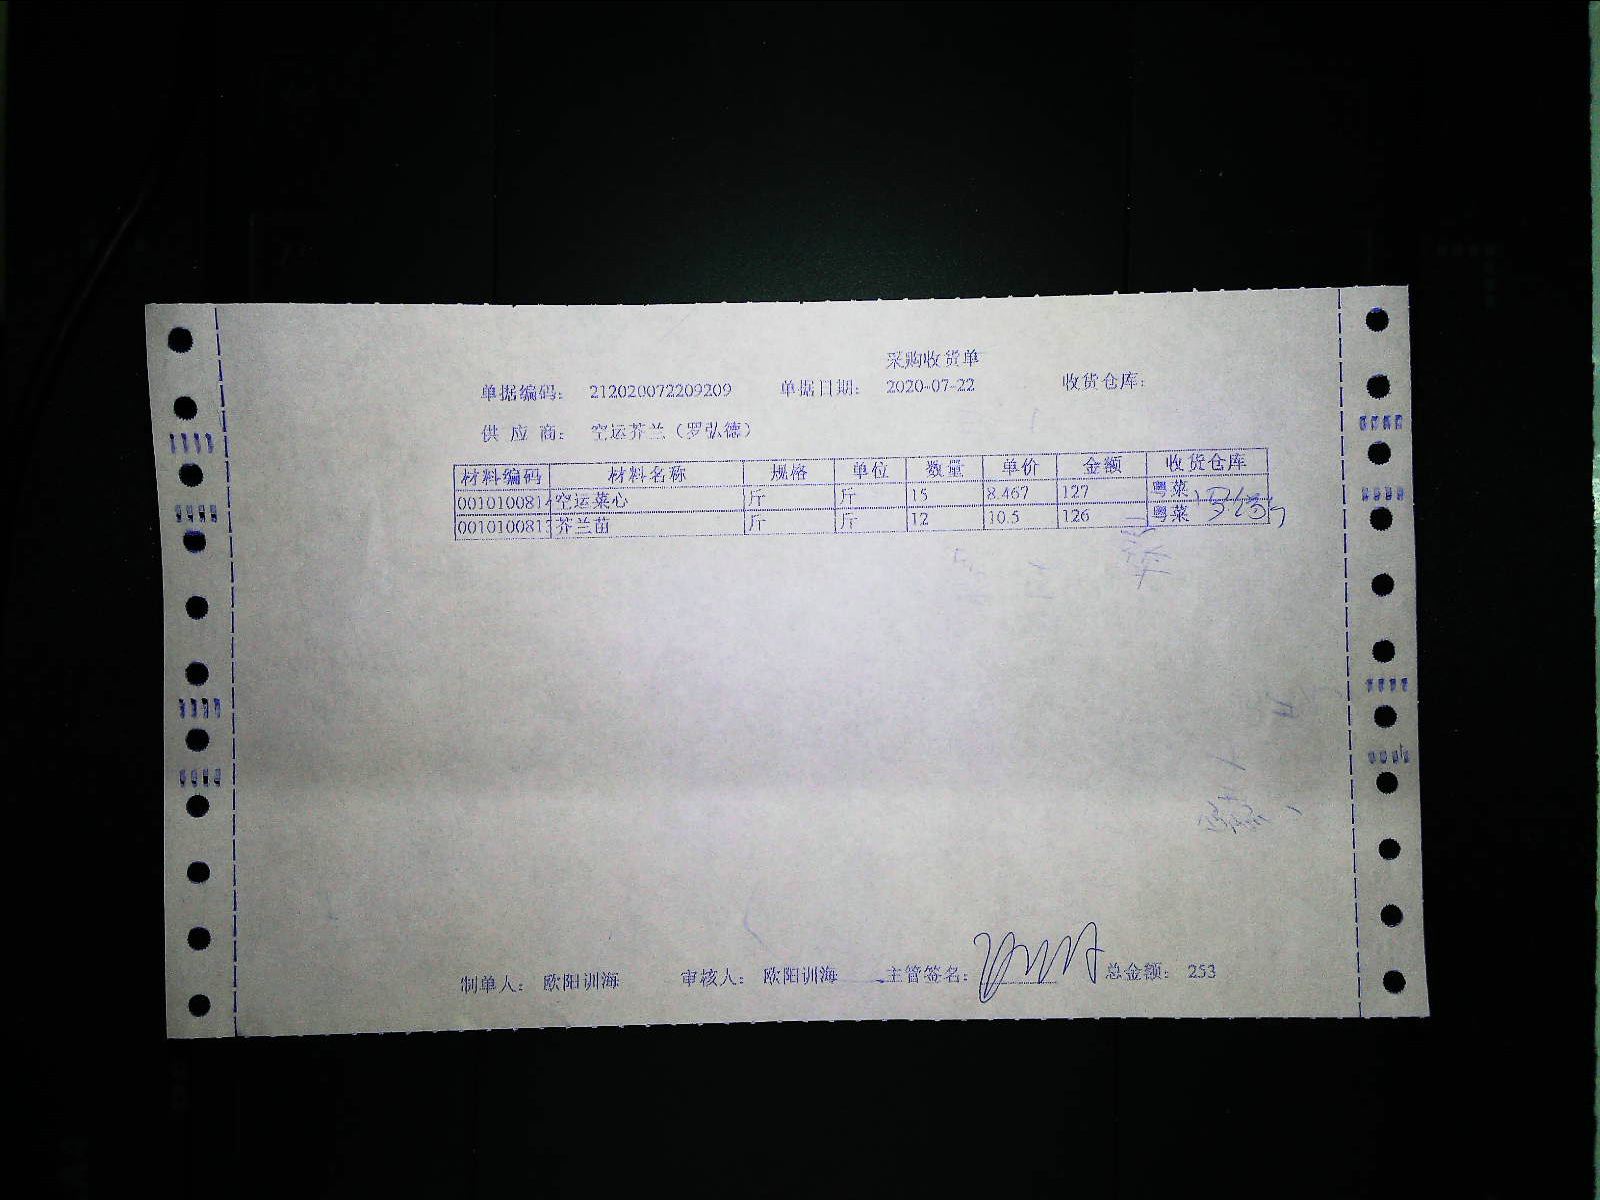 采购收货单
单据编码： 212020072209209 单据日期： 2020-07-22 收货仓库：
供 应 商： 空运芥兰（罗弘德）
材料编码 材料名称 规格 单位 数量 单价 金额 收货仓库
0010100814 空运菜心 斤 斤 15 8.467 127 粤菜
001010081 芥兰苗 斤 斤 12 10.5 126 粤菜
制单人： 欧阳训海 审核人： 欧阳训海 主管签名： 总金额： 253